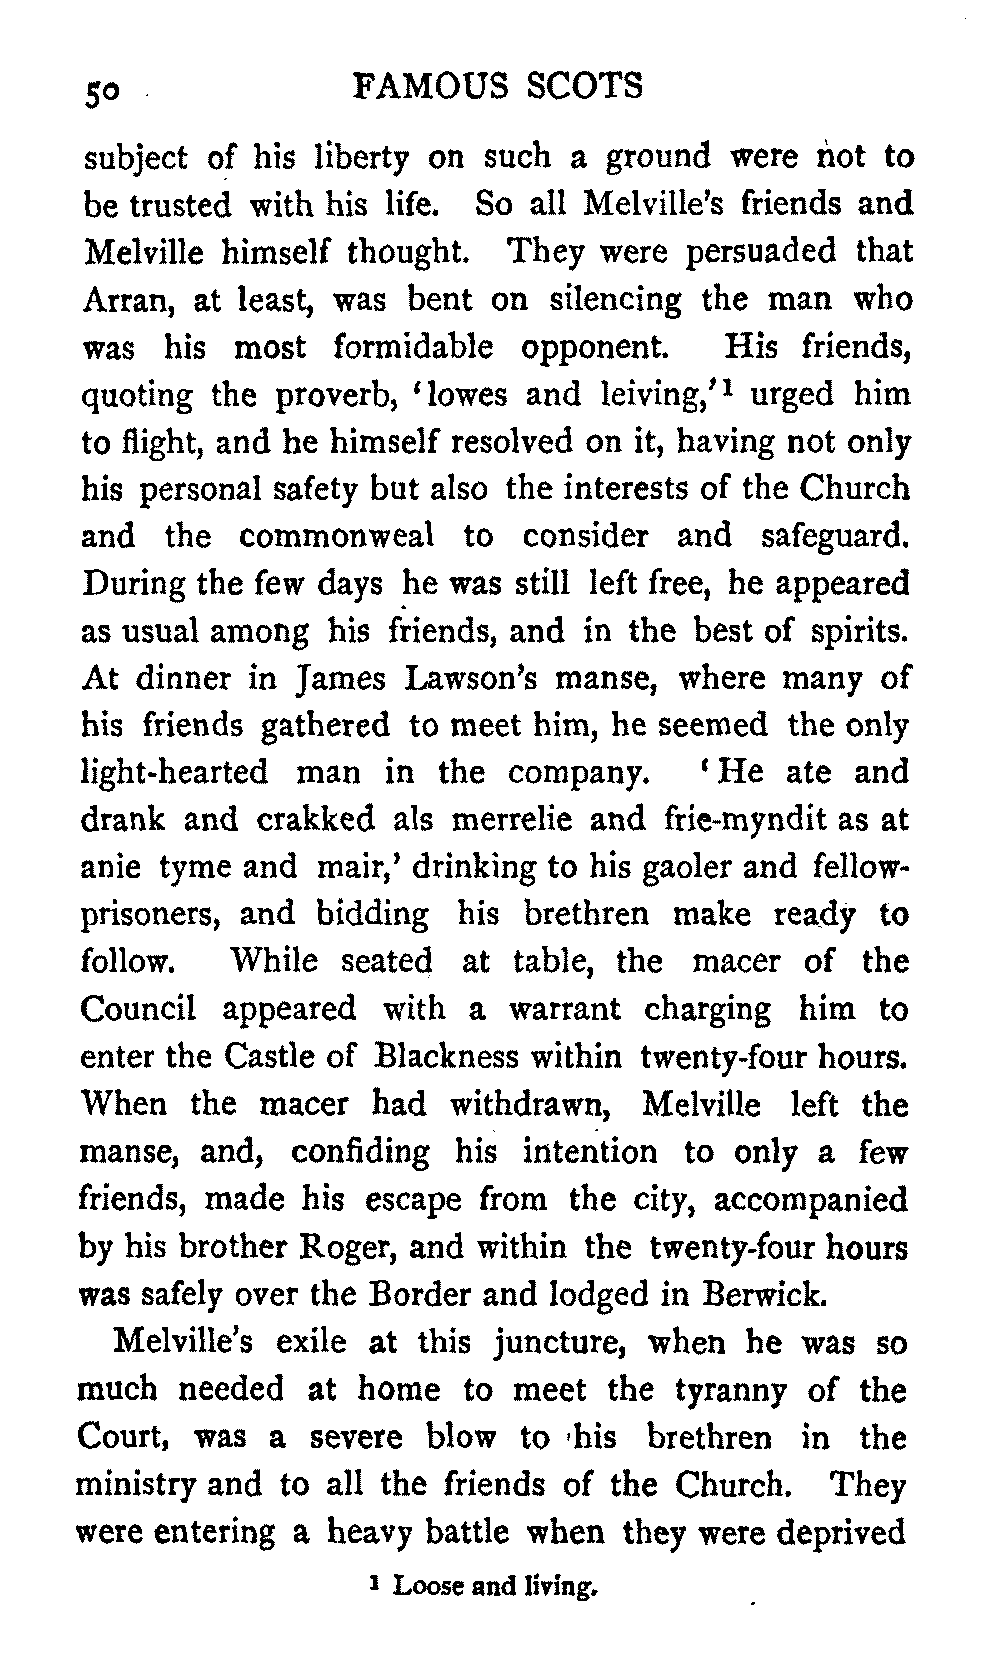 50 FAMOUS SCOTS
subject of his liberty on such a ground were not to
be trusted with his life. So all Melville's friends and
Melville himself thought. They were persuaded that
Arran, at least, was bent on silencing the man who
was his most formidable opponent. His friends,
quoting the proverb, 'lowes and leiving,'¹ urged him
to flight, and he himself resolved on it, having not only
his personal safety but also the interests of the Church
and the commonweal to consider and safeguard.
During the few days he was still left free, he appeared
as usual among his friends, and in the best of spirits.
At dinner in James Lawson's manse, where many of
his friends gathered to meet him, he seemed the only
light-hearted man in the company. 'He ate and
drank and crakked als merrelie and frie-myndit as at
anie tyme and mair,' drinking to his gaoler and fellow-
prisoners, and bidding his brethren make ready to
follow. While seated at table, the macer of the
Council appeared with a warrant charging him to
enter the Castle of Blackness within twenty-four hours.
When the macer had withdrawn, Melville left the
manse, and, confiding his intention to only a few
friends, made his escape from the city, accompanied
by his brother Roger, and within the twenty-four hours
was safely over the Border and lodged in Berwick.
Melville's exile at this juncture, when he was so
much needed at home to meet the tyranny of the
Court, was a severe blow to his brethren in the
ministry and to all the friends of the Church. They
were entering a heavy battle when they were deprived
¹ Loose and living.